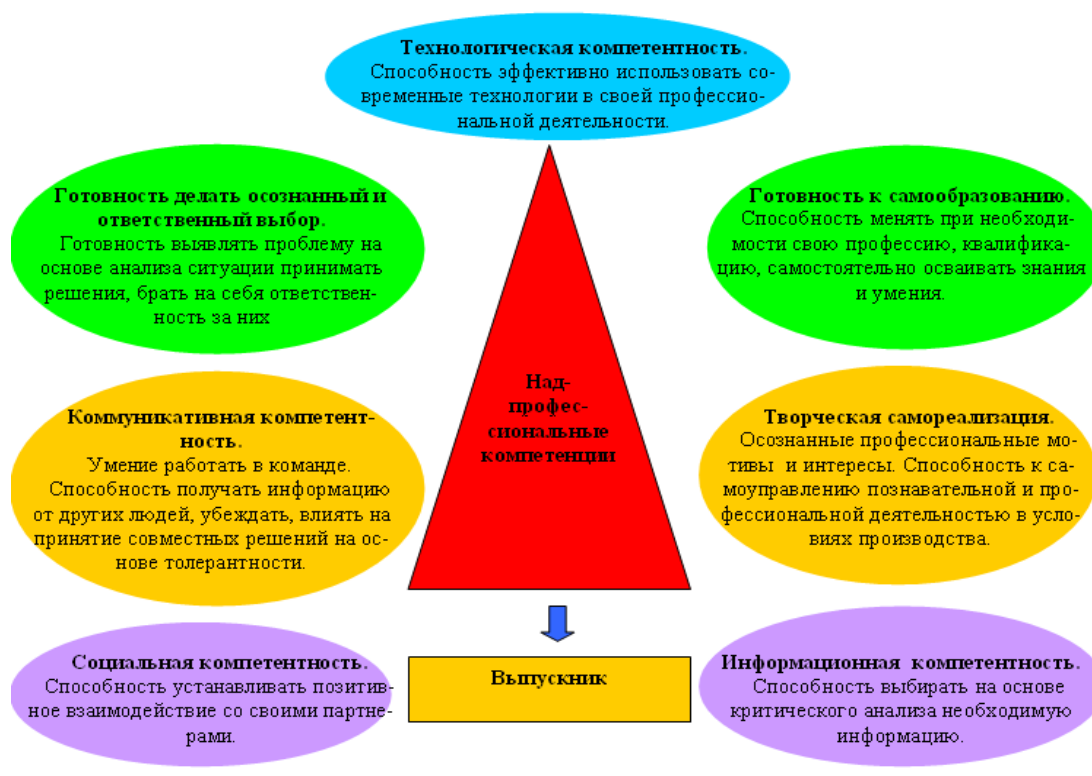 Технологическая компетентность.
Способность эффективно использовать со-
временные технологии в своей профессио-
нальной деятельности.
Готовность делать осознанный и
ответственный выбор.
Готовность выявлять проблему на
основе анализа ситуации принимать
решения, брать на себя ответствен-
ность за них
Готовность к самообразованию.
Способность менять при необходи-
мости свою профессию, квалифика-
цию, самостоятельно осваивать знания
и умения.
Над-
профес-
сиональные
компетенции
Коммуникативная компетент-
ность.
Умение работать в команде.
Способность получать информацию
от других людей, убеждать, влиять на
принятие совместных решений на ос-
нове толерантности.
Творческая самореализация.
Осознанные профессиональные мо-
тивы и интересы. Способность к са-
моуправлению познавательной и про-
фессиональной деятельностью в усло-
виях производства.
Социальная компетентность.
Способность устанавливать позитив-
ное взаимодействие со своими партне-
рами.
Выпускник
Информационная компетентность.
Способность выбирать на основе
критического анализа необходимую
информацию.